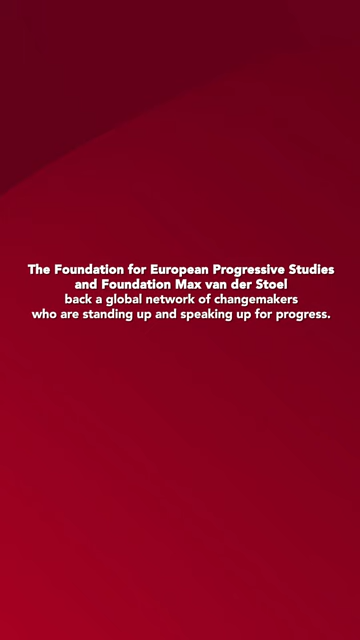 The Foundation for European Progressive Studies
and Foundation Max van der Stoel
back a global network of changemakers
who are standing up and speaking up for progress.